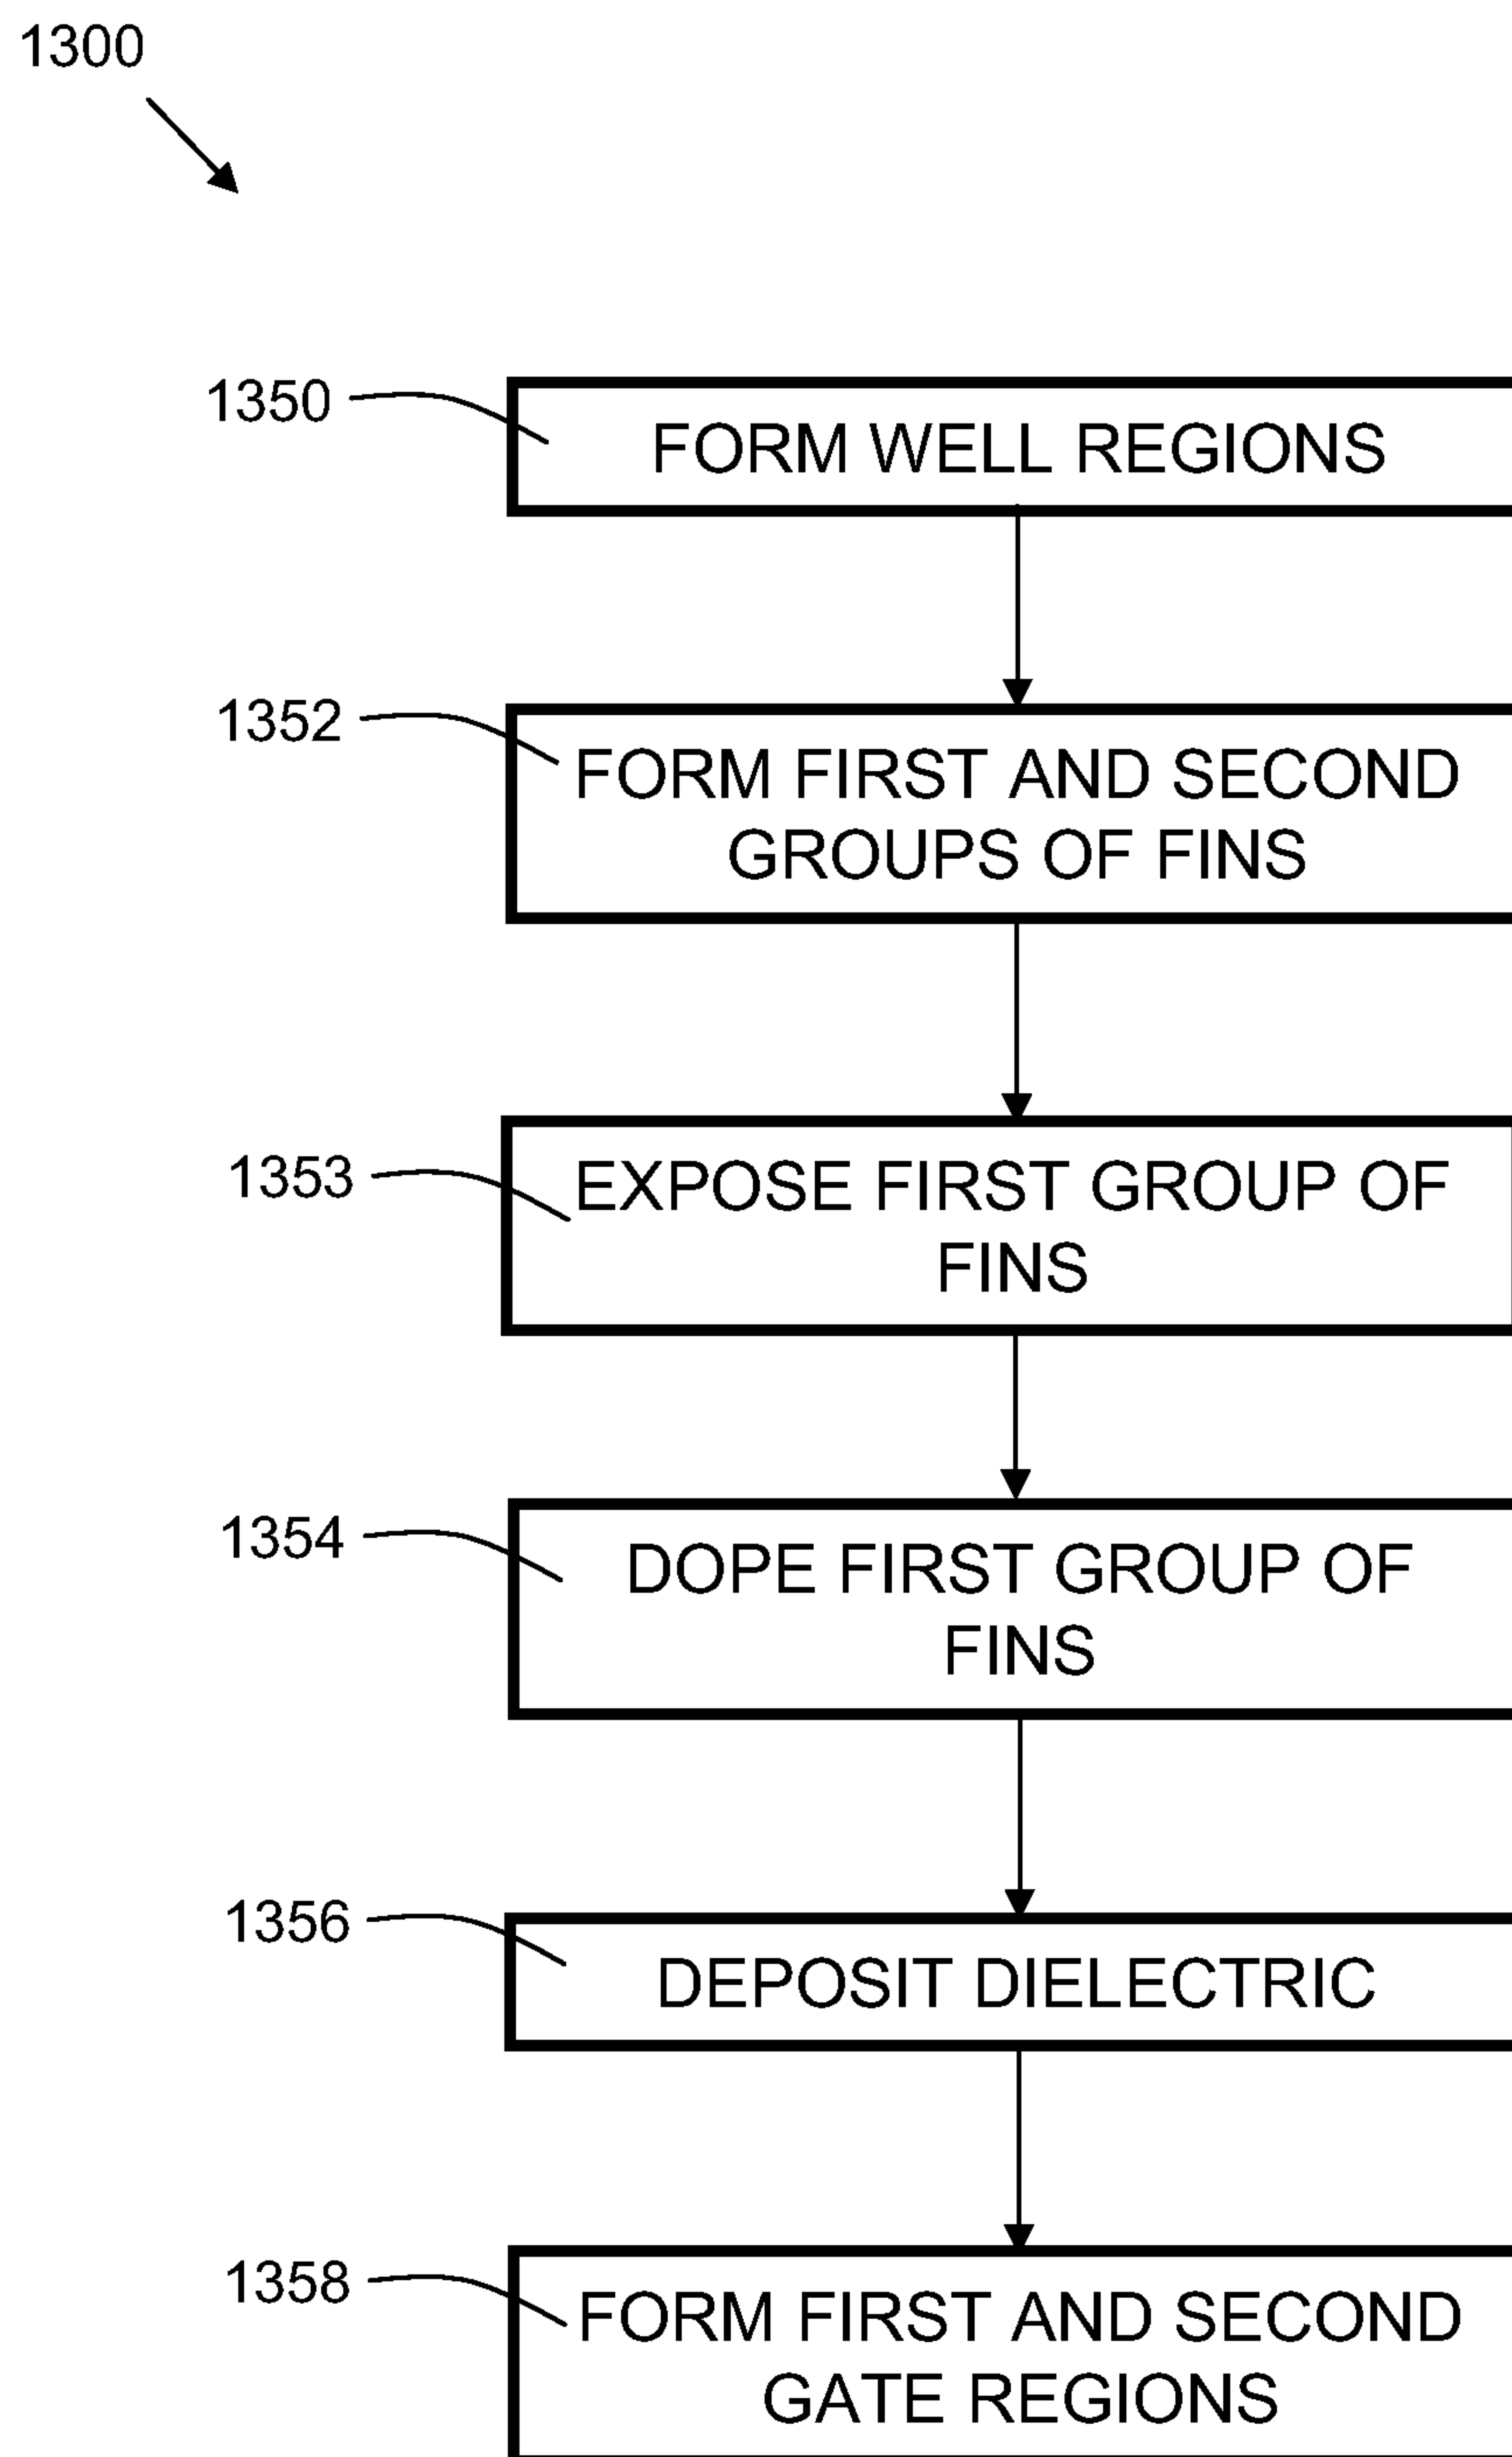 1300
1350
FORM WELL REGIONS
1352
FORM FIRST AND SECOND
GROUPS OF FINS
1353
EXPOSE FIRST GROUP OF
FINS
1354
DOPE FIRST GROUP OF
FINS
1356
DEPOSIT DIELECTRIC
1358
FORM FIRST AND SECOND
GATE REGIONS